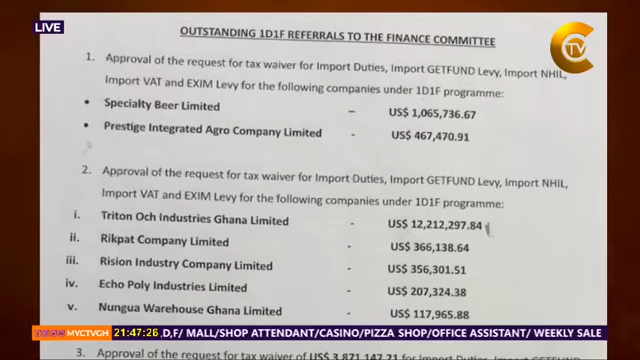 LIVE
OUTSTANDING 1D1F REFERRALS TO THE FINANCE COMMITTEE
C
TV
1. Approval of the request for tax waiver for Import Duties, Import GETFUND Levy, Import NHIL,
Import VAT and EXIM Levy for the following companies under 1D1F programme:
• Specialty Beer Limited – US$ 1,065,736.67
• Prestige Integrated Agro Company Limited - US$ 467,470.91
2. Approval of the request for tax waiver for Import Duties, Import GETFUND Levy, Import NHIL,
Import VAT and EXIM Levy for the following companies under 1D1F programme:
i. Triton Och Industries Ghana Limited - US$ 12,212,297.84
ii. Rikpat Company Limited - US$ 366,138.64
iii. Rision Industry Company Limited - US$ 356,301.51
iv. Echo Poly Industries Limited - US$ 207,324.38
v. Nungua Warehouse Ghana Limited - US$ 117,965.88
MYCTVGH 21:47:26 ,D,F/ MALL/SHOP ATTENDANT/CASINO/PIZZA SHOP/OFFICE ASSISTANT/ WEEKLY SALE
3. Approval of request for tax waiver of US$ 3,871,147.21 for Import Duties, Import GETFUND